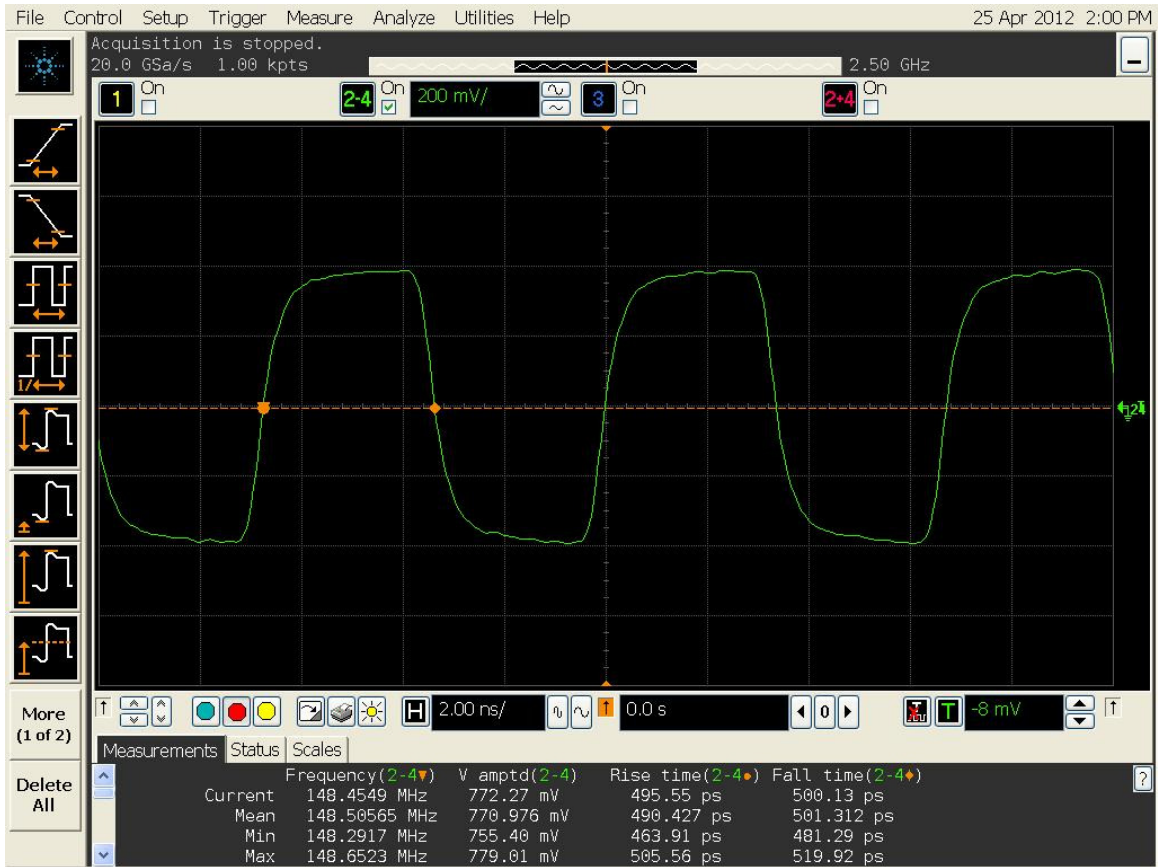 File Control Setup Trigger Measure Analyze Utilities Help 25 Apr 2012 2:00 PM
Acquisition is stopped.
20.0 GSa/s 1.00 kpts 2.50 GHz
1 On 2-4 On 200 mV/ 3 On 2+4 On
1/
H 2.00 ns/ 0.0 s 0 T -8 mV
More
(1 of 2)
Delete
All
Measurements Status Scales
Frequency(2-4▼) V amptd(2-4) Rise time(2-4●) Fall time(2-4◆) ?
Current 148.4549 MHz 772.27 mV 495.55 ps 500.13 ps
Mean 148.50565 MHz 770.976 mV 490.427 ps 501.312 ps
Min 148.2917 MHz 755.40 mV 463.91 ps 481.29 ps
Max 148.6523 MHz 779.01 mV 505.56 ps 519.92 ps